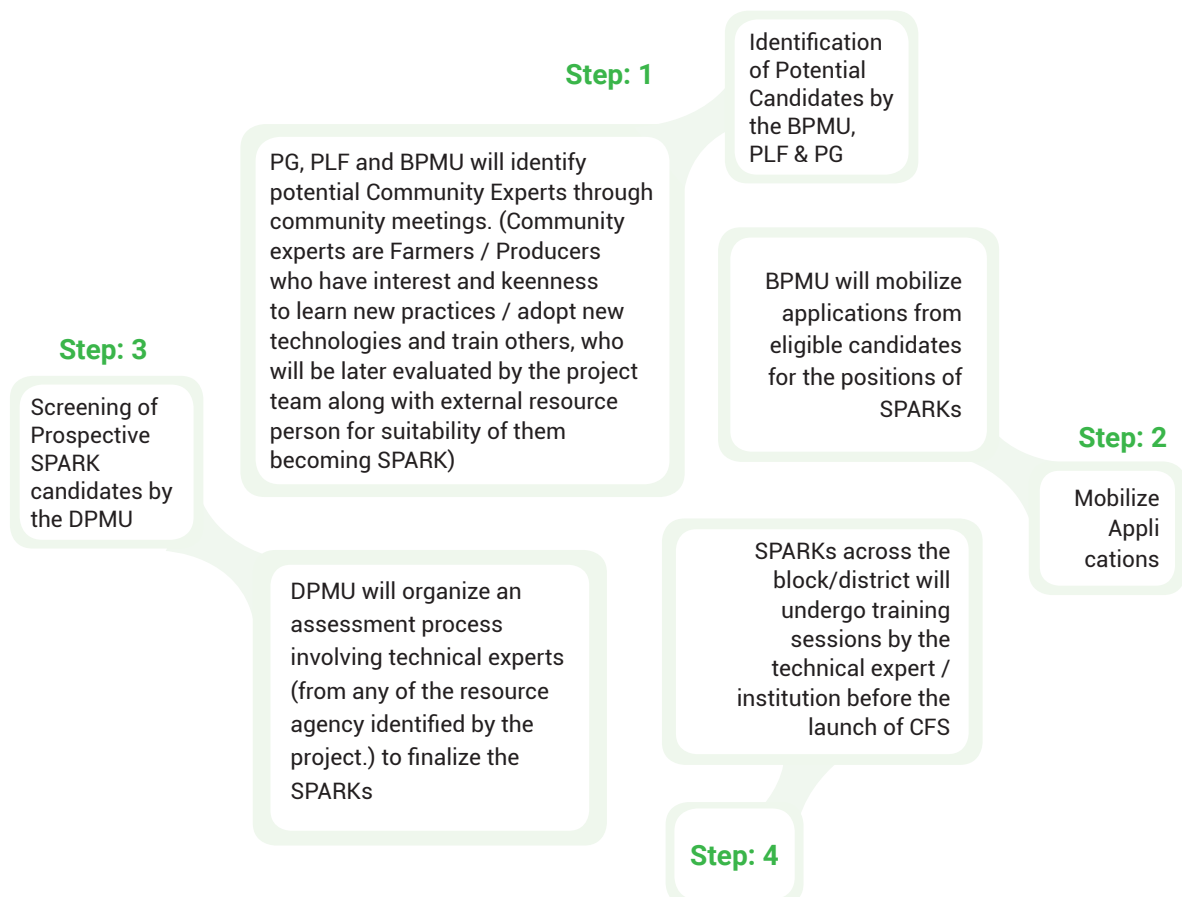 Step: 1
Identification
of Potential
Candidates by
the BPMU,
PLF & PG
PG, PLF and BPMU will identify
potential Community Experts through
community meetings. (Community
experts are Farmers / Producers
who have interest and keenness
to learn new practices / adopt new
technologies and train others, who
will be later evaluated by the project
team along with external resource
person for suitability of them
becoming SPARK)
Step: 2
Mobilize
Appli
cations
BPMU will mobilize
applications from
eligible candidates
for the positions of
SPARKs
Step: 3
Screening of
Prospective
SPARK
candidates by
the DPMU
DPMU will organize an
assessment process
involving technical experts
(from any of the resource
agency identified by the
project.) to finalize the
SPARKs
Step: 4
SPARKs across the
block/district will
undergo training
sessions by the
technical expert /
institution before the
launch of CFS